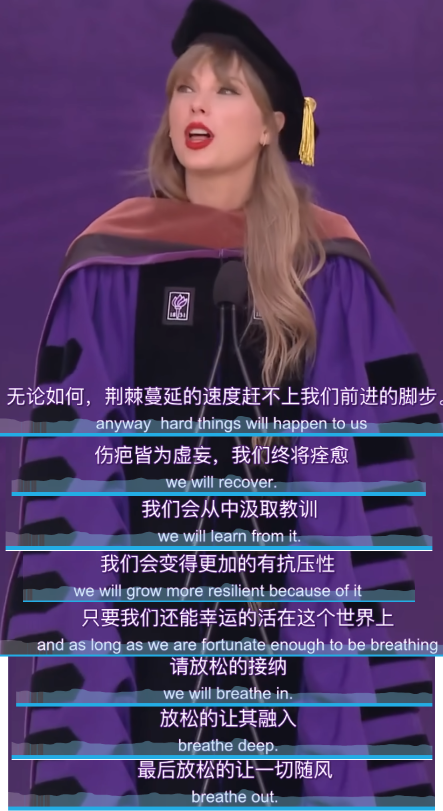 无论如何，荆棘蔓延的速度赶不上我们前进的脚步。
anyway hard things will happen to us
伤疤皆为虚妄，我们终将痊愈
we will recover.
我们会从中汲取教训
we will learn from it.
我们会变得更加的有抗压性
we will grow more resilient because of it
只要我们还能幸运的活在这个世界上
and as long as we are fortunate enough to be breathing
请放松的接纳
we will breathe in.
放松的让其融入
breathe deep.
最后放松的让一切随风
breathe out.